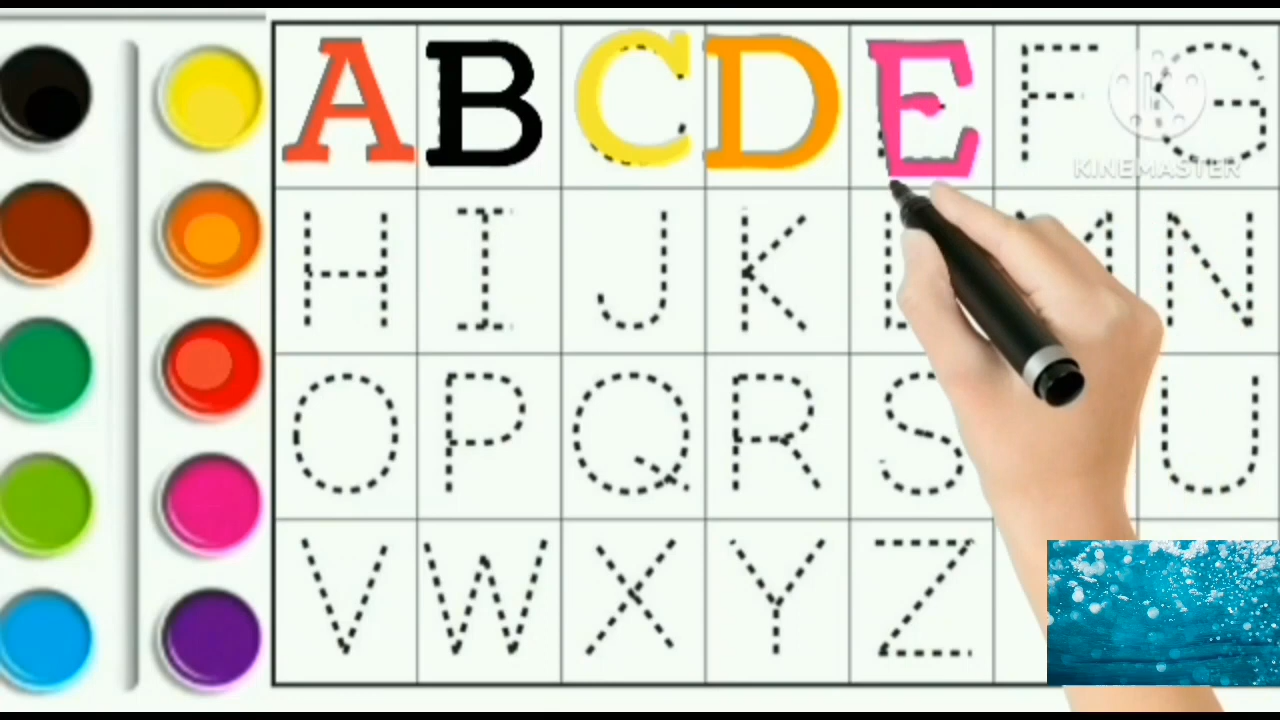 A B C D E F G
KINEMASTER
H I J K L M N
O P Q R S U
V W X Y Z